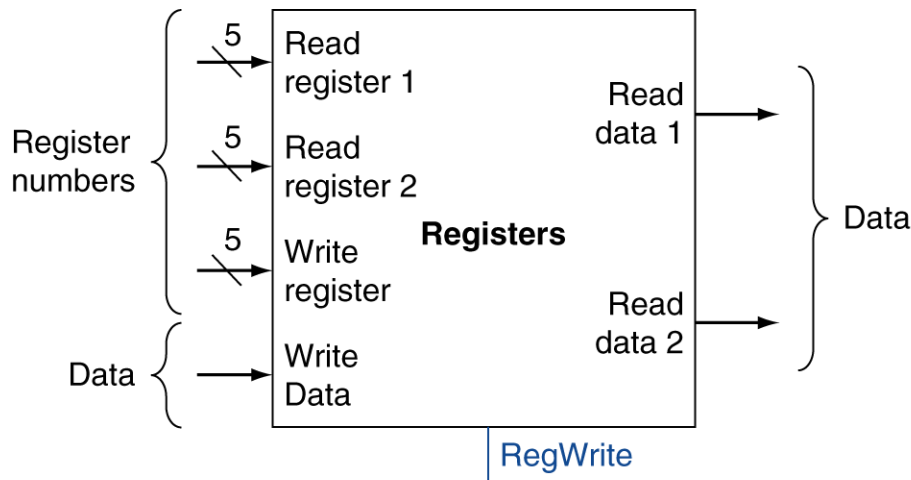 Register
numbers
5
Read
register 1
5
Read
register 2
5
Write
register
Data
Write
Data
Registers
Read
data 1
Read
data 2
Data
RegWrite